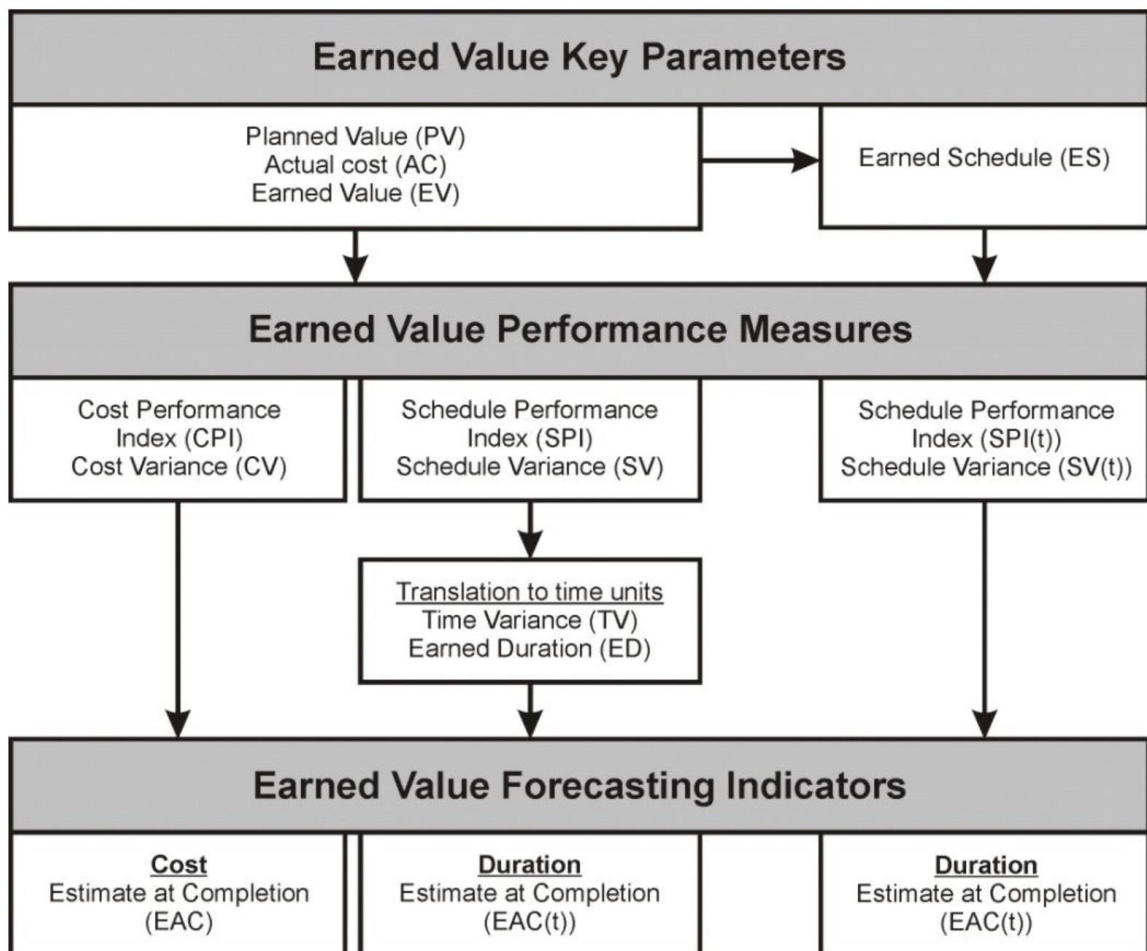 Earned Value Key Parameters
Planned Value (PV)
Actual cost (AC)
Earned Value (EV)
Earned Schedule (ES)
Earned Value Performance Measures
Cost Performance
Index (CPI)
Cost Variance (CV)
Schedule Performance
Index (SPI)
Schedule Variance (SV)
Schedule Performance
Index (SPI(t))
Schedule Variance (SV(t))
Translation to time units
Time Variance (TV)
Earned Duration (ED)
Earned Value Forecasting Indicators
Cost
Estimate at Completion
(EAC)
Duration
Estimate at Completion
(EAC(t))
Duration
Estimate at Completion
(EAC(t))